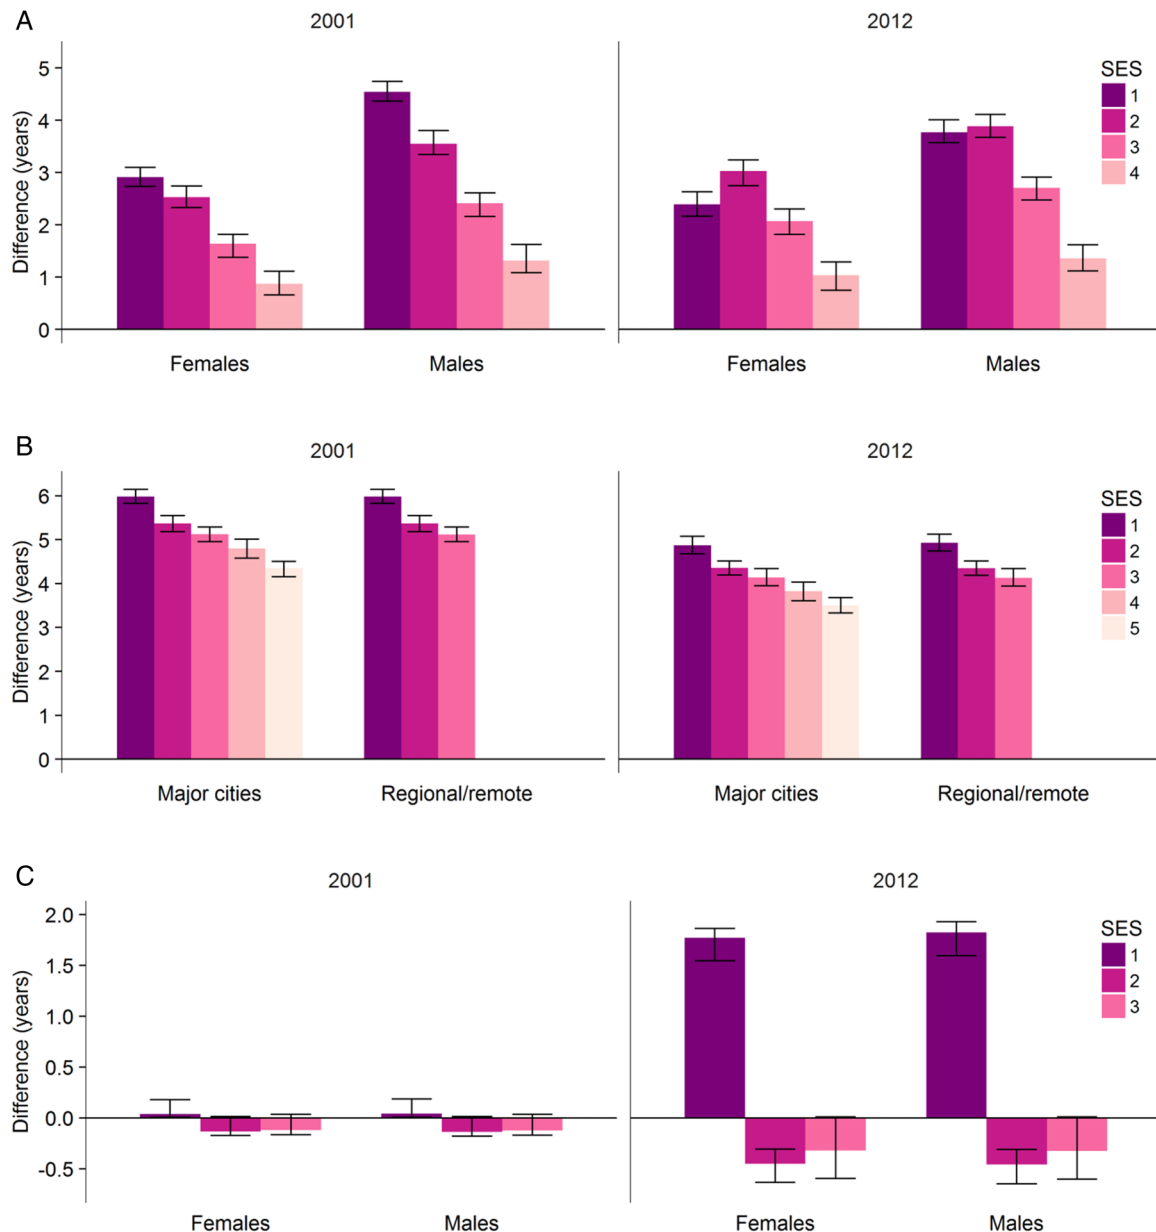 A
2001
2012
Difference (years)
5
4
3
2
1
0
SES
1
2
3
4
Females
Males
Females
Males
B
2001
2012
Difference (years)
6
5
4
3
2
1
0
SES
1
2
3
4
5
Major cities
Regional/remote
Major cities
Regional/remote
C
2001
2012
Difference (years)
2.0
1.5
1.0
0.5
0.0
-0.5
SES
1
2
3
Females
Males
Females
Males